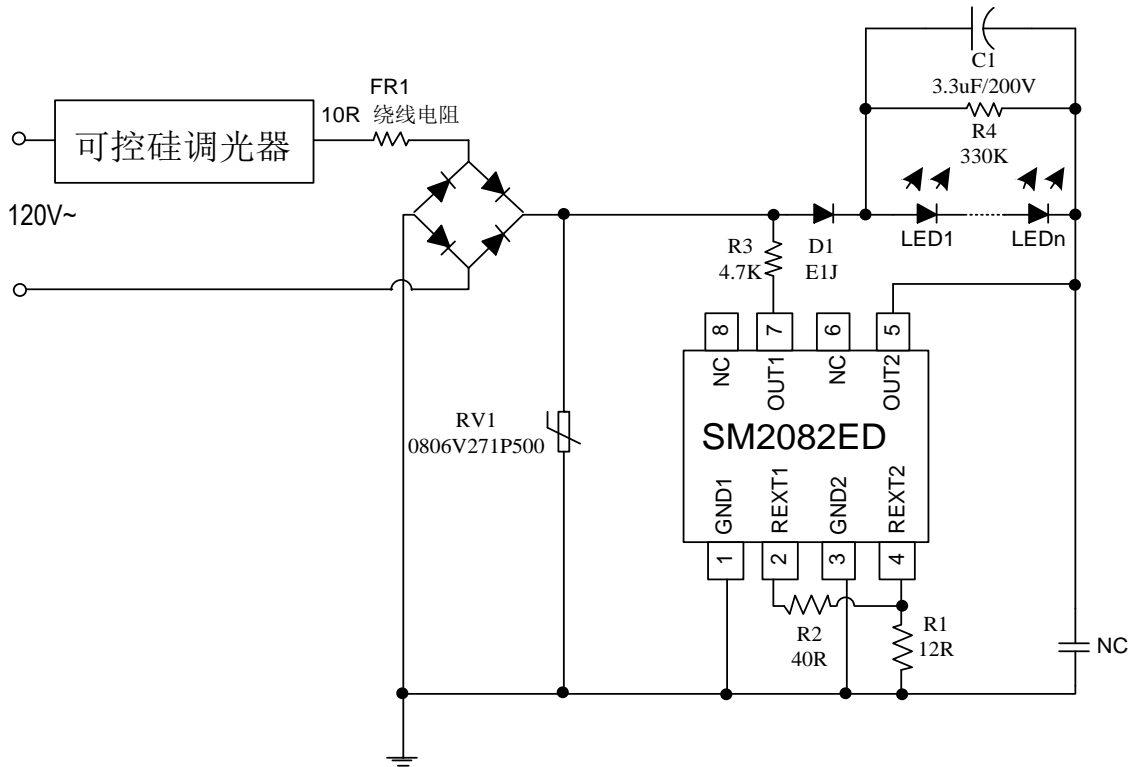 C1
3.3uF/200V
FR1
10R 绕线电阻
可控硅调光器
R4
330K
120V~
LED1
LEDn
R3
4.7K
D1
E1J
8
7
6
5
NC
OUT1
NC
OUT2
SM2082ED
RV1
0806V271P500
GND1
REXT1
GND2
REXT2
1
2
3
4
R2
40R
R1
12R
NC